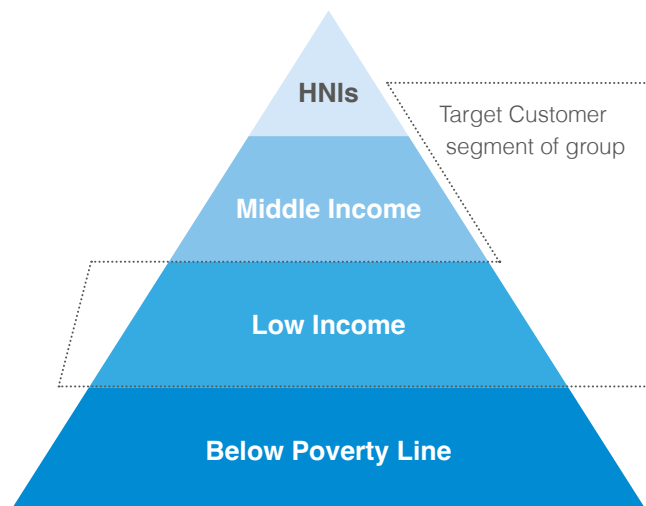 HNIs
Target Customer
segment of group
Middle Income
Low Income
Below Poverty Line